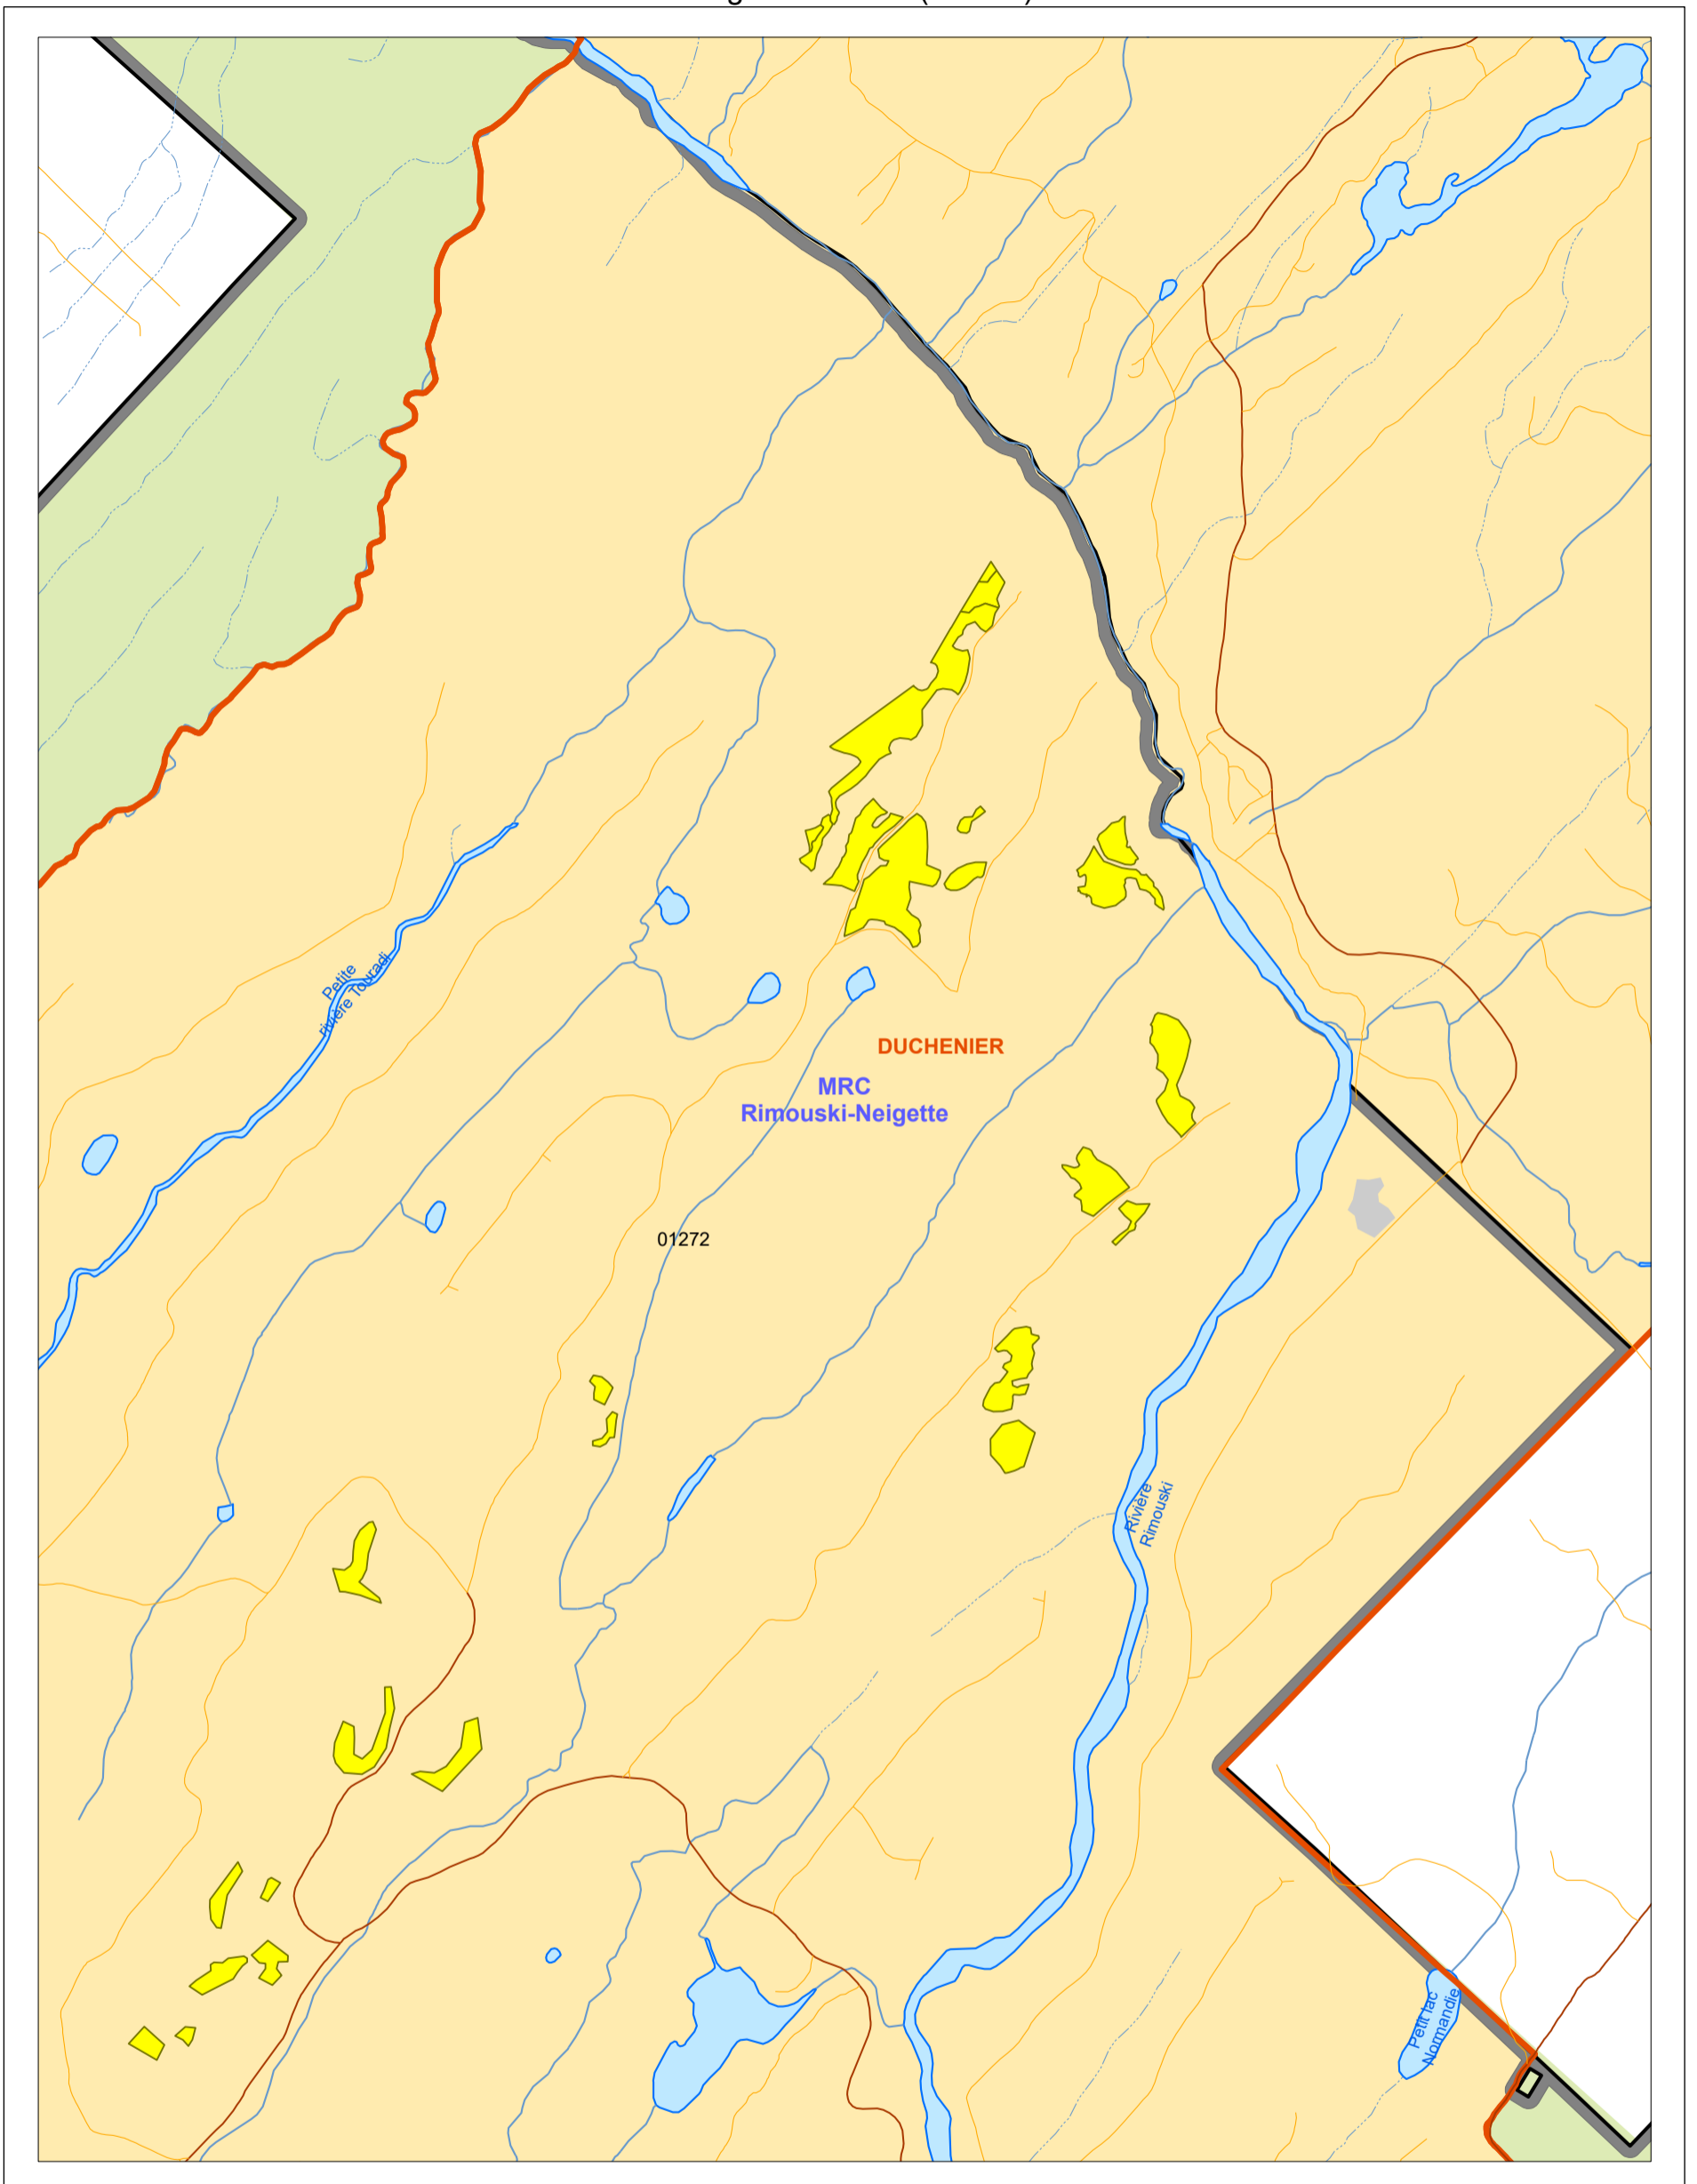 Petite
rivière Touradi
DUCHENIER
MRC
Rimouski-Neigette
01272
Rivière
Rimouski
Petit lac
Normandie